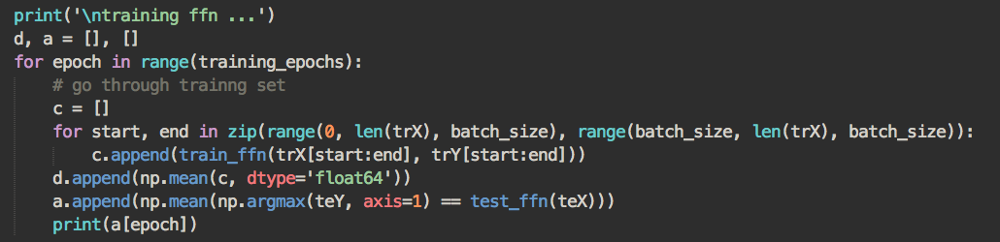 print('\ntraining ffn ...')
d, a = [], []
for epoch in range(training_epochs):
    # go through trainng set
    c = []
    for start, end in zip(range(0, len(trX), batch_size), range(batch_size, len(trX), batch_size)):
        c.append(train_ffn(trX[start:end], trY[start:end]))
    d.append(np.mean(c, dtype='float64'))
    a.append(np.mean(np.argmax(teY, axis=1) == test_ffn(teX)))
    print(a[epoch])